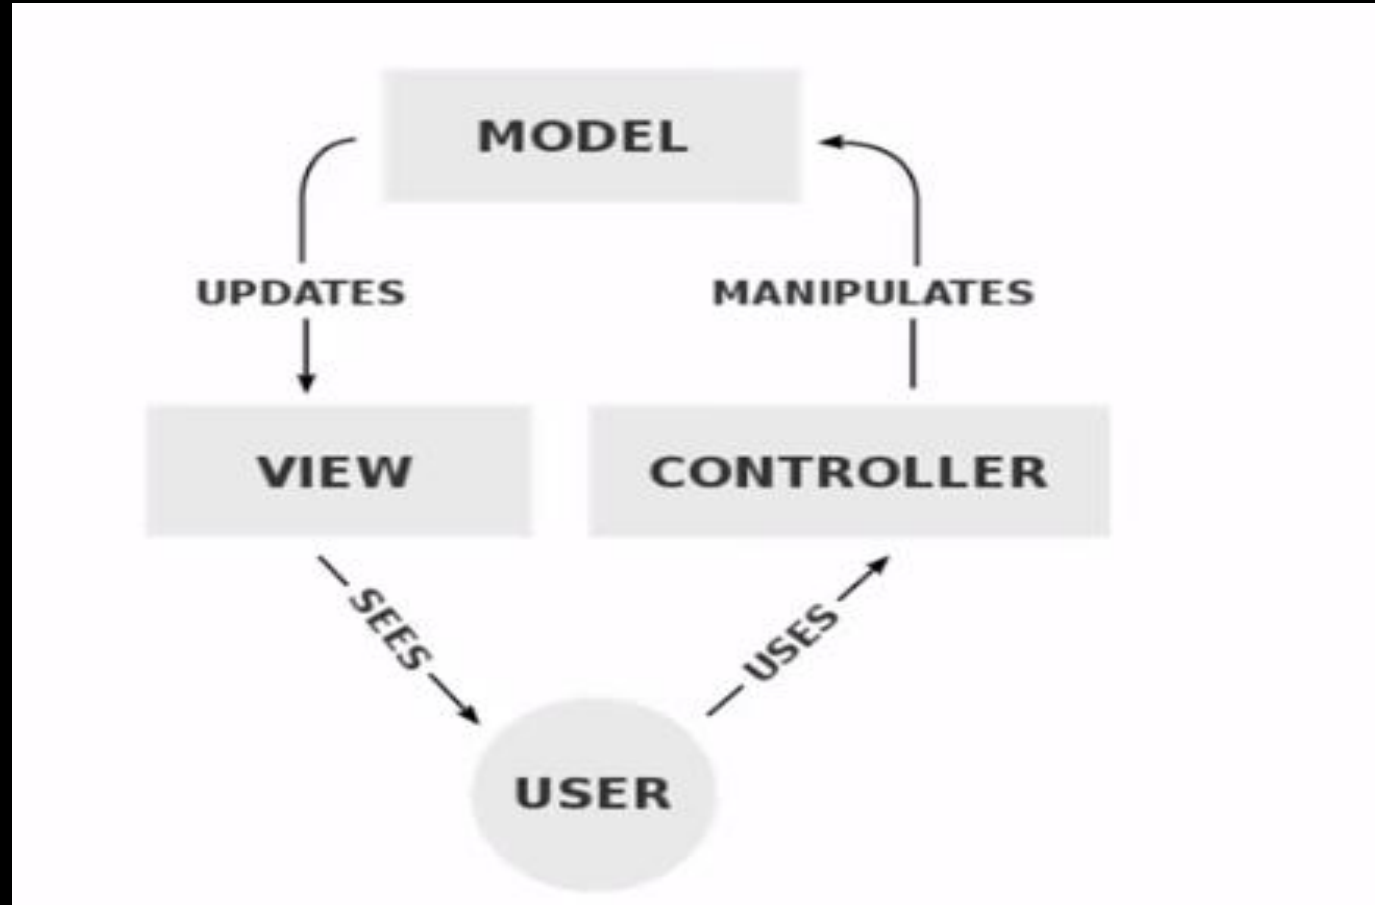 MODEL
UPDATES
MANIPULATES
VIEW
CONTROLLER
SEES
USES
USER